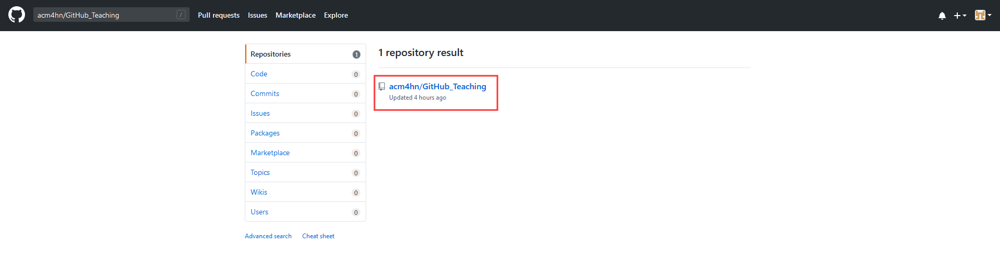 acm4hn/GitHub_Teaching / Pull requests Issues Marketplace Explore
Repositories 1
Code 0
Commits 0
Issues 0
Packages 0
Marketplace 0
Topics 0
Wikis 0
Users 0
Advanced search Cheat sheet
1 repository result
acm4hn/GitHub_Teaching
Updated 4 hours ago